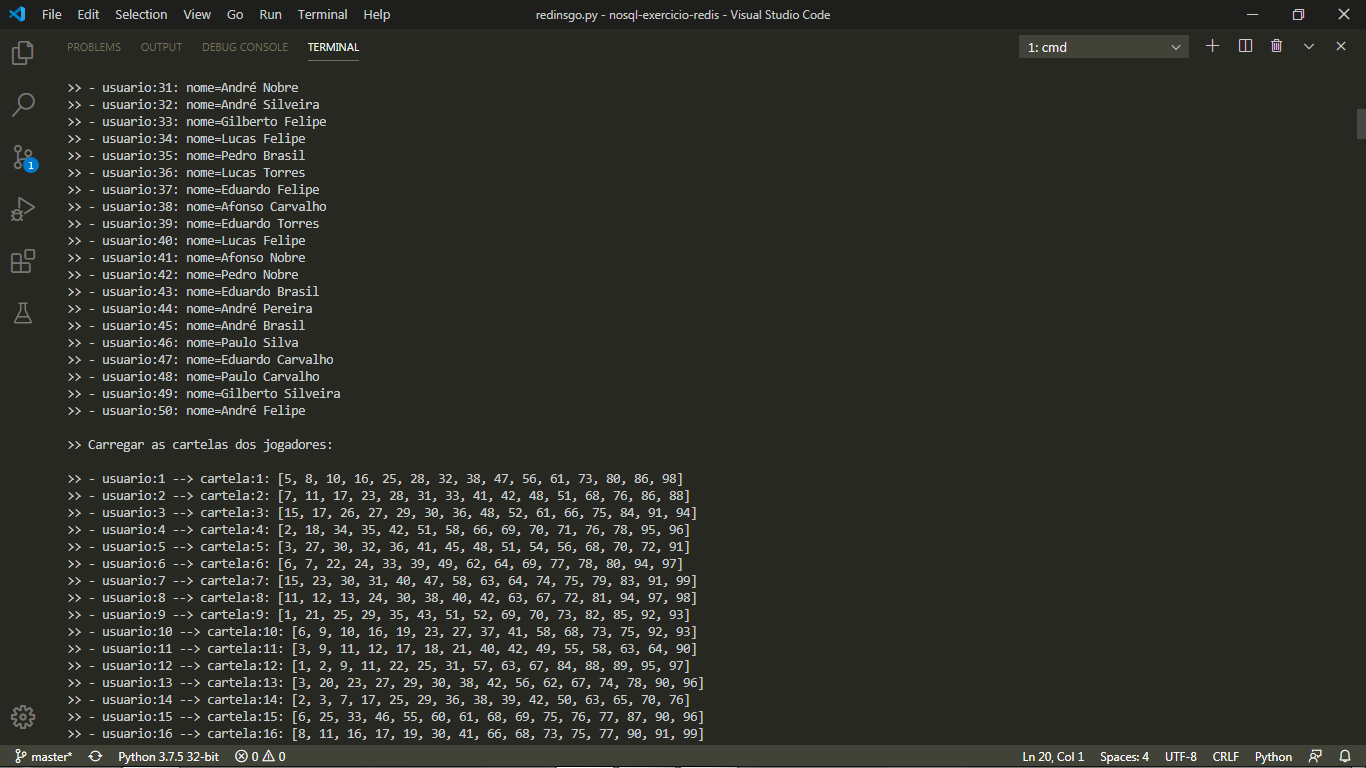 File Edit Selection View Go Run Terminal Help redinsgo.py - nosql-exercicio-redis - Visual Studio Code
PROBLEMS OUTPUT DEBUG CONSOLE TERMINAL 1: cmd
>> - usuario:31: nome=André Nobre
>> - usuario:32: nome=André Silveira
>> - usuario:33: nome=Gilberto Felipe
>> - usuario:34: nome=Lucas Felipe
>> - usuario:35: nome=Pedro Brasil
>> - usuario:36: nome=Lucas Torres
>> - usuario:37: nome=Eduardo Felipe
>> - usuario:38: nome=Afonso Carvalho
>> - usuario:39: nome=Eduardo Torres
>> - usuario:40: nome=Lucas Felipe
>> - usuario:41: nome=Afonso Nobre
>> - usuario:42: nome=Pedro Nobre
>> - usuario:43: nome=Eduardo Brasil
>> - usuario:44: nome=André Pereira
>> - usuario:45: nome=André Brasil
>> - usuario:46: nome=Paulo Silva
>> - usuario:47: nome=Eduardo Carvalho
>> - usuario:48: nome=Paulo Carvalho
>> - usuario:49: nome=Gilberto Silveira
>> - usuario:50: nome=André Felipe
>> Carregar as cartelas dos jogadores:
>> - usuario:1 --> cartela:1: [5, 8, 10, 16, 25, 28, 32, 38, 47, 56, 61, 73, 80, 86, 98]
>> - usuario:2 --> cartela:2: [7, 11, 17, 23, 28, 31, 33, 41, 42, 48, 51, 68, 76, 86, 88]
>> - usuario:3 --> cartela:3: [15, 17, 26, 27, 29, 30, 36, 48, 52, 61, 66, 75, 84, 91, 94]
>> - usuario:4 --> cartela:4: [2, 18, 34, 35, 42, 51, 58, 66, 69, 70, 71, 76, 78, 95, 96]
>> - usuario:5 --> cartela:5: [3, 27, 30, 32, 36, 41, 45, 48, 51, 54, 56, 68, 70, 72, 91]
>> - usuario:6 --> cartela:6: [6, 7, 22, 24, 33, 39, 49, 62, 64, 69, 77, 78, 80, 94, 97]
>> - usuario:7 --> cartela:7: [15, 23, 30, 31, 40, 47, 58, 63, 64, 74, 75, 79, 83, 91, 99]
>> - usuario:8 --> cartela:8: [11, 12, 13, 24, 30, 38, 40, 42, 63, 67, 72, 81, 94, 97, 98]
>> - usuario:9 --> cartela:9: [1, 21, 25, 29, 35, 43, 51, 52, 69, 70, 73, 82, 85, 92, 93]
>> - usuario:10 --> cartela:10: [6, 9, 10, 16, 19, 23, 27, 37, 41, 58, 68, 73, 75, 92, 93]
>> - usuario:11 --> cartela:11: [3, 9, 11, 12, 17, 18, 21, 40, 42, 49, 55, 58, 63, 64, 90]
>> - usuario:12 --> cartela:12: [1, 2, 9, 11, 22, 25, 31, 57, 63, 67, 84, 88, 89, 95, 97]
>> - usuario:13 --> cartela:13: [3, 20, 23, 27, 29, 30, 38, 42, 56, 62, 67, 74, 78, 90, 96]
>> - usuario:14 --> cartela:14: [2, 3, 7, 17, 25, 29, 36, 38, 39, 42, 50, 63, 65, 70, 76]
>> - usuario:15 --> cartela:15: [6, 25, 33, 46, 55, 60, 61, 68, 69, 75, 76, 77, 87, 90, 96]
>> - usuario:16 --> cartela:16: [8, 11, 16, 17, 19, 30, 41, 66, 68, 73, 75, 77, 90, 91, 99]
1
master* Python 3.7.5 32-bit 0 0 Ln 20, Col 1 Spaces: 4 UTF-8 CRLF Python